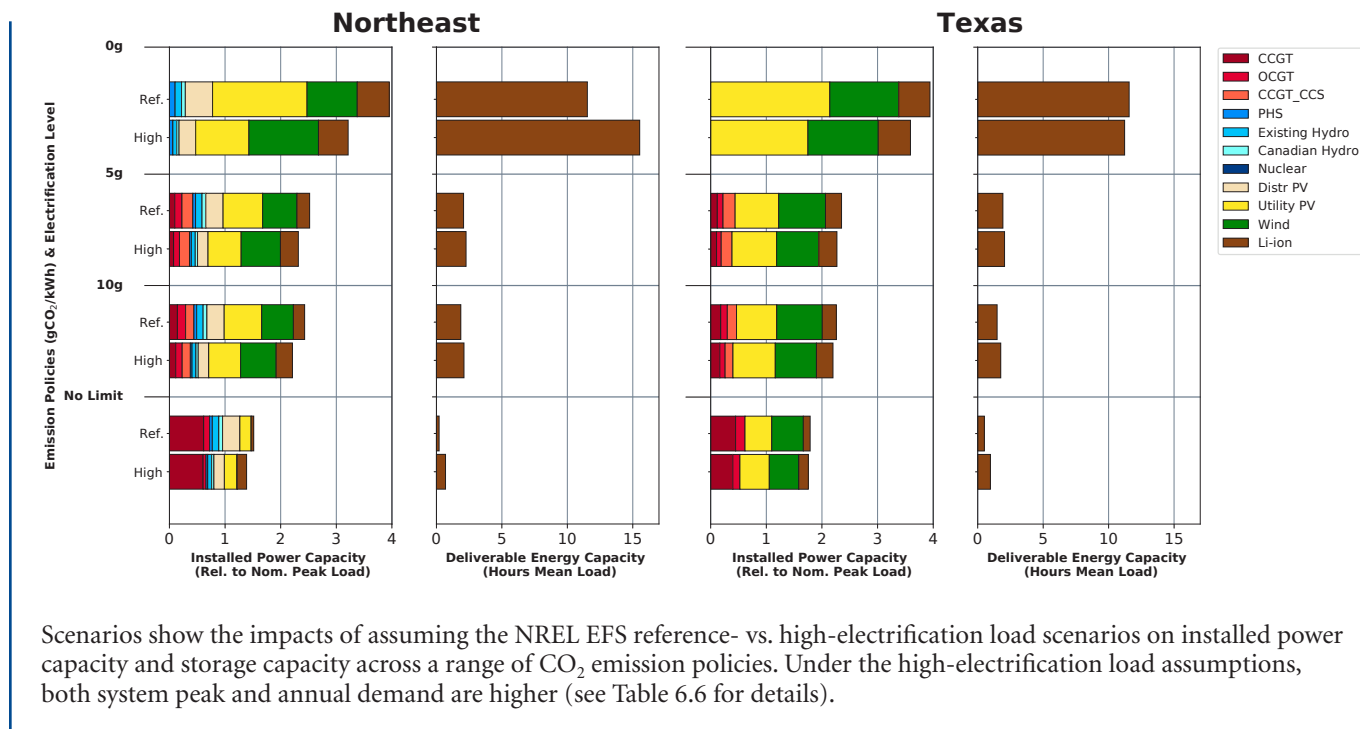 Northeast
Texas
Emission Policies (gCO₂/kWh) & Electrification Level
0g
Ref.
High
5g
Ref.
High
10g
Ref.
High
No Limit
Ref.
High
0 1 2 3 4
Installed Power Capacity
(Rel. to Nom. Peak Load)
0 5 10 15
Deliverable Energy Capacity
(Hours Mean Load)
0 1 2 3 4
Installed Power Capacity
(Rel. to Nom. Peak Load)
0 5 10 15
Deliverable Energy Capacity
(Hours Mean Load)
CCGT
OCGT
CCGT_CCS
PHS
Existing Hydro
Canadian Hydro
Nuclear
Distr PV
Utility PV
Wind
Li-ion
Scenarios show the impacts of assuming the NREL EFS reference- vs. high-electrification load scenarios on installed power
capacity and storage capacity across a range of CO₂ emission policies. Under the high-electrification load assumptions,
both system peak and annual demand are higher (see Table 6.6 for details).